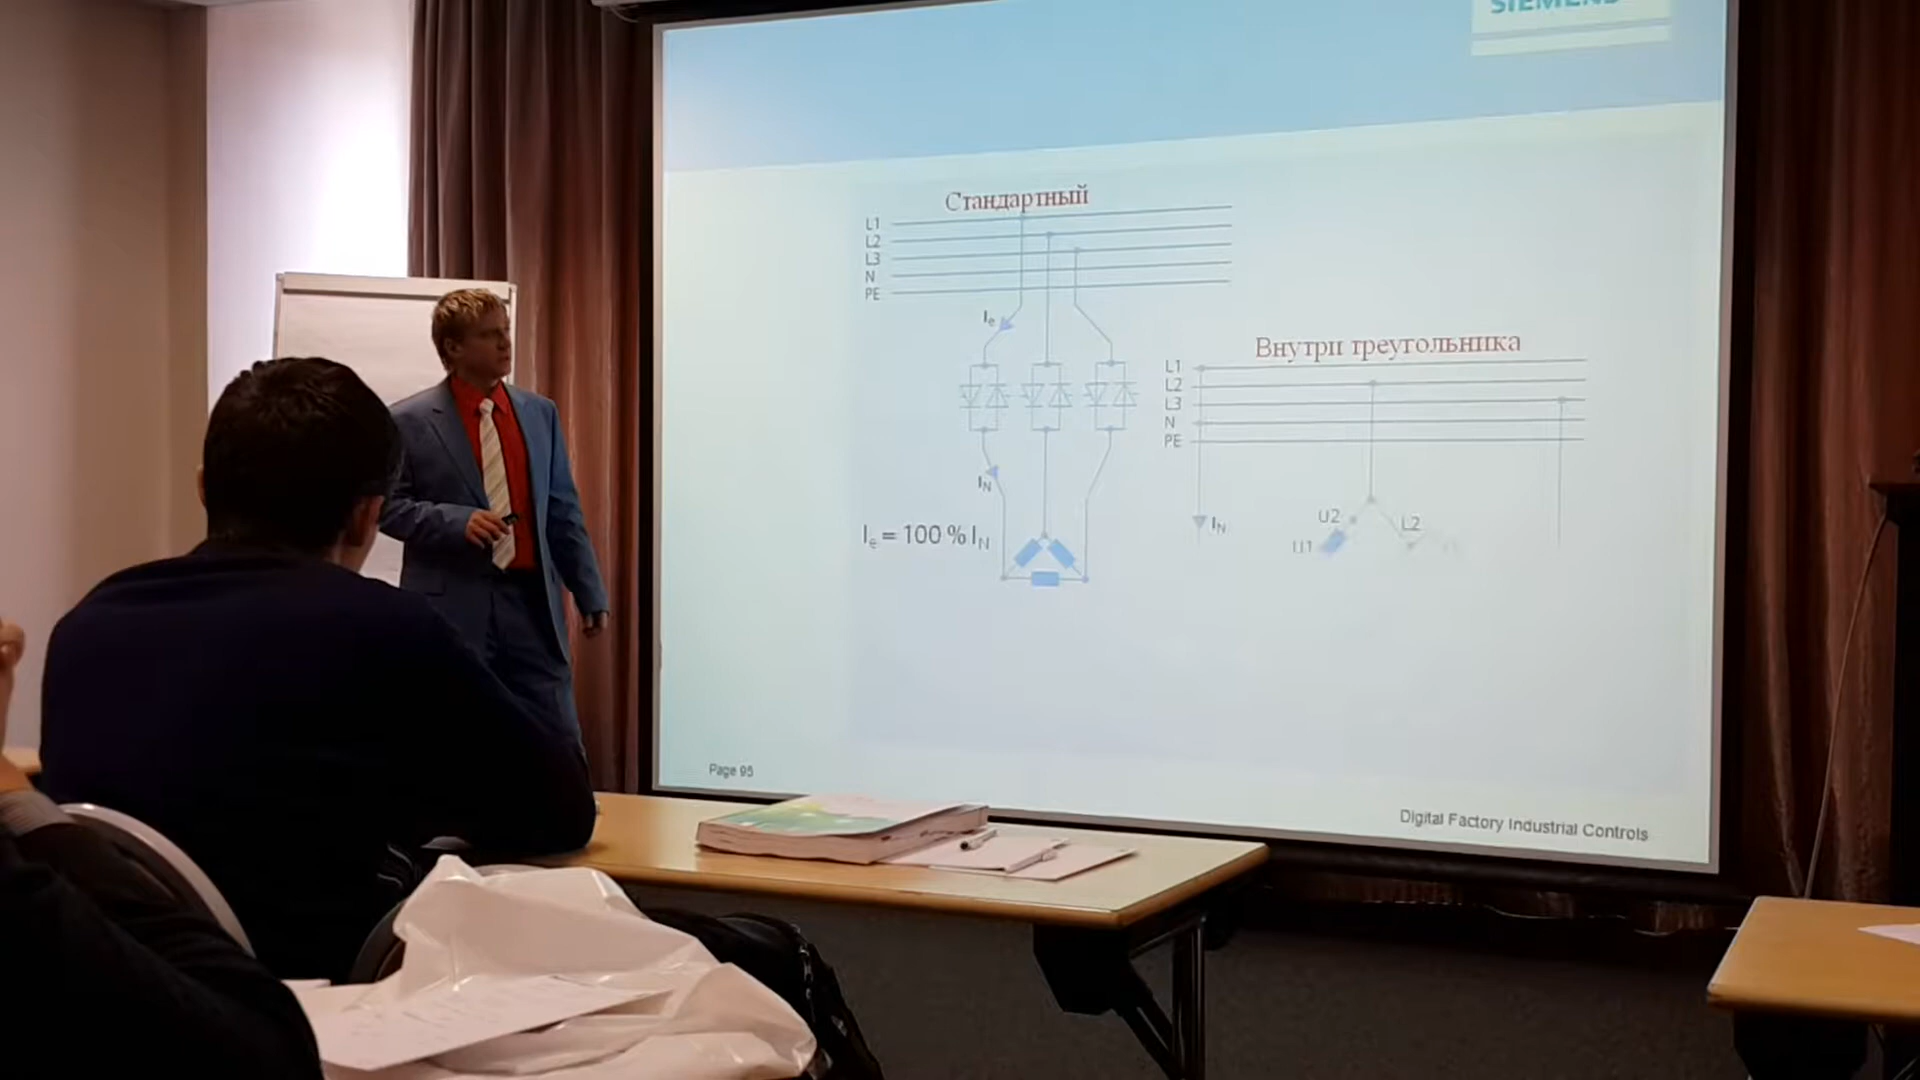 SIEMENS
Стандартный
L1
L2
L3
N
PE
Ie
IN
Ie = 100 % IN
Внутри треугольника
L1
L2
L3
N
PE
IN
U2
L2
U1
Page 95
Digital Factory Industrial Controls